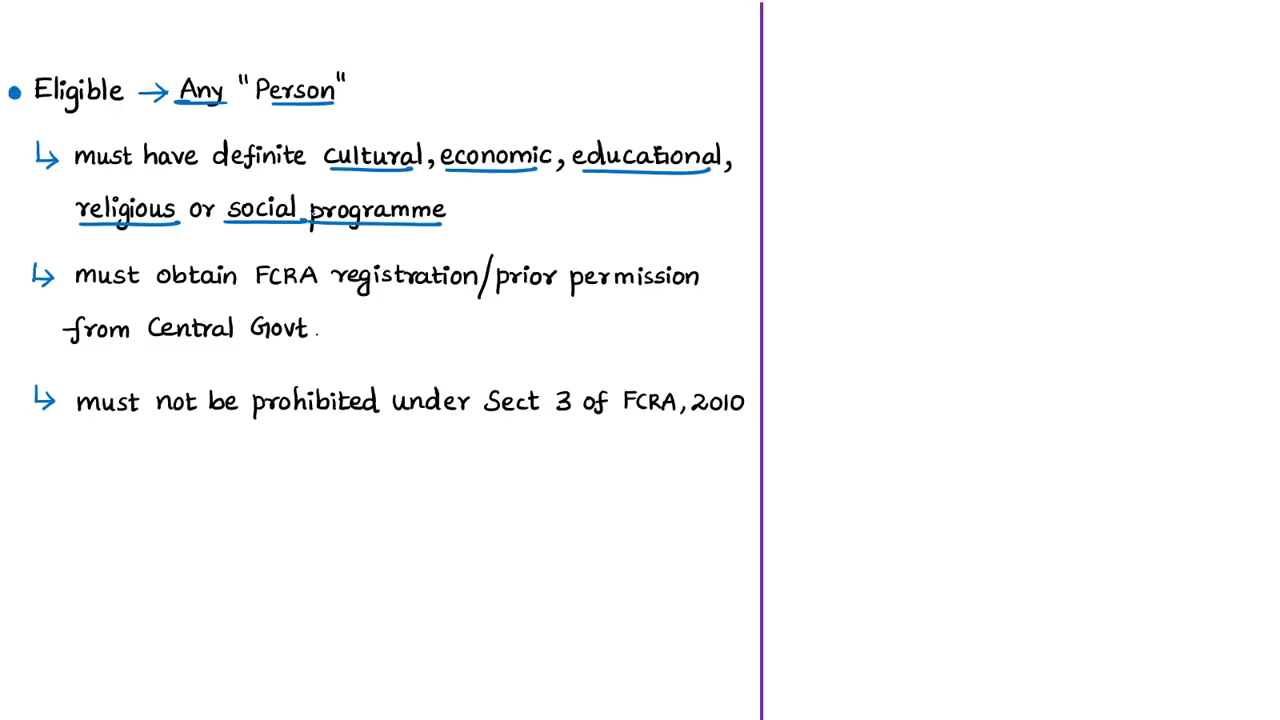 • Eligible → Any "Person"
↳ must have definite cultural, economic, educational,
religious or social programme
↳ must obtain FCRA registration/prior permission
from Central Govt.
↳ must not be prohibited under Sect 3 of FCRA, 2010